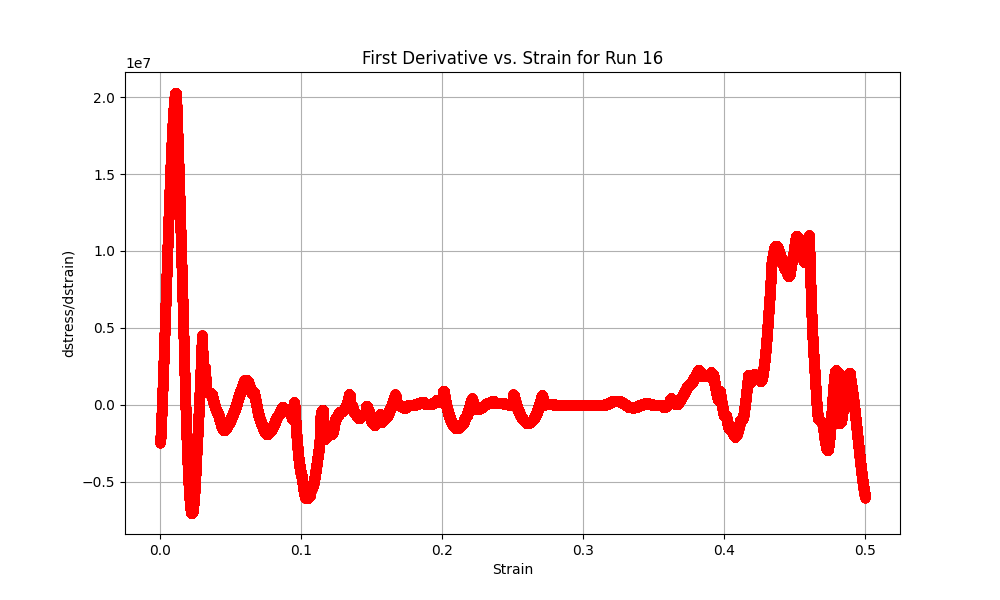 First Derivative vs. Strain for Run 16
1e7
2.0
1.5
1.0
0.5
0.0
−0.5
dstress/dstrain)
0.0 0.1 0.2 0.3 0.4 0.5
Strain